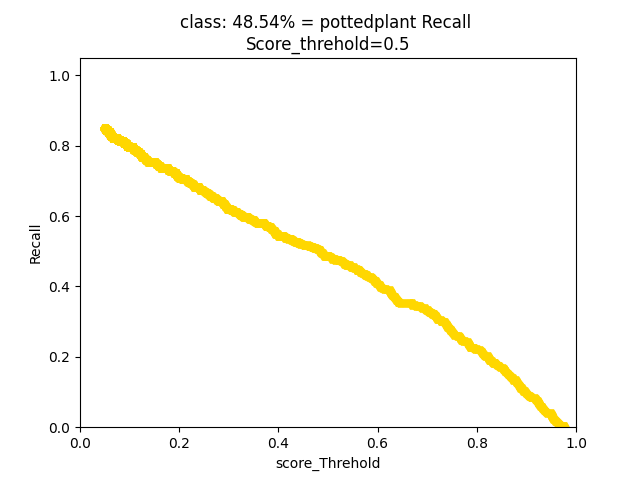 class: 48.54% = pottedplant Recall
Score_threhold=0.5
1.0
0.8
0.6
0.4
0.2
0.0
Recall
0.0 0.2 0.4 0.6 0.8 1.0
score_Threhold